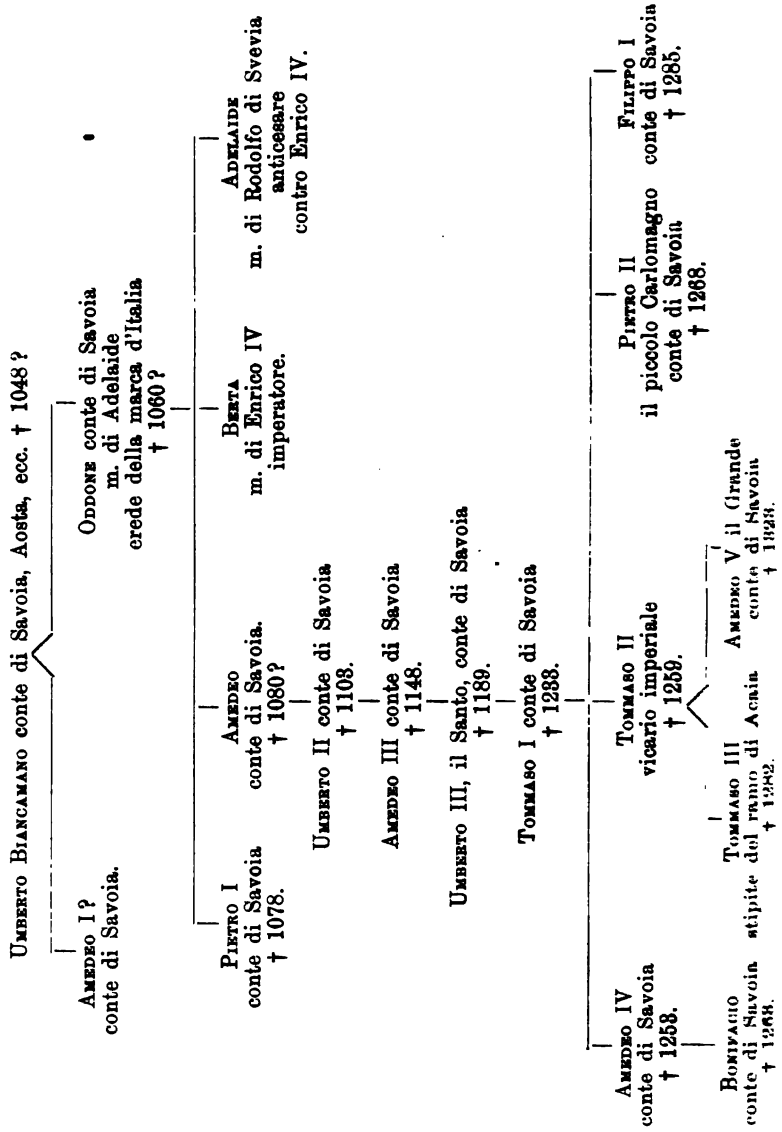 UMBERTO BIANCAMANO conte di Savoia, Aosta, ecc. † 1048?
AMEDEO I?
conte di Savoia.
ODDONE conte di Savoia
m. di Adelaide
erede della marca d'Italia
† 1060?
PIETRO I
conte di Savoia
† 1078.
AMEDEO
conte di Savoia.
† 1080?
BERTA
m. di Enrico IV
imperatore.
ADELAIDE
m. di Rodolfo di Svevia
anticesare
contro Enrico IV.
UMBERTO II conte di Savoia
† 1103.
AMEDEO III conte di Savoia
† 1148.
UMBERTO III, il Santo, conte di Savoia
† 1189.
TOMMASO I conte di Savoia
† 1233.
AMEDEO IV
conte di Savoia
† 1253.
TOMMASO II
vicario imperiale
† 1259.
PIETRO II
il piccolo Carlomagno
conte di Savoia
† 1268.
FILIPPO I
conte di Savoia
† 1285.
BONIFACIO
conte di Savoia
† 1263.
TOMMASO III
stipite del ramo di Acaia
† 1282.
AMEDEO V il Grande
conte di Savoia
† 1323.